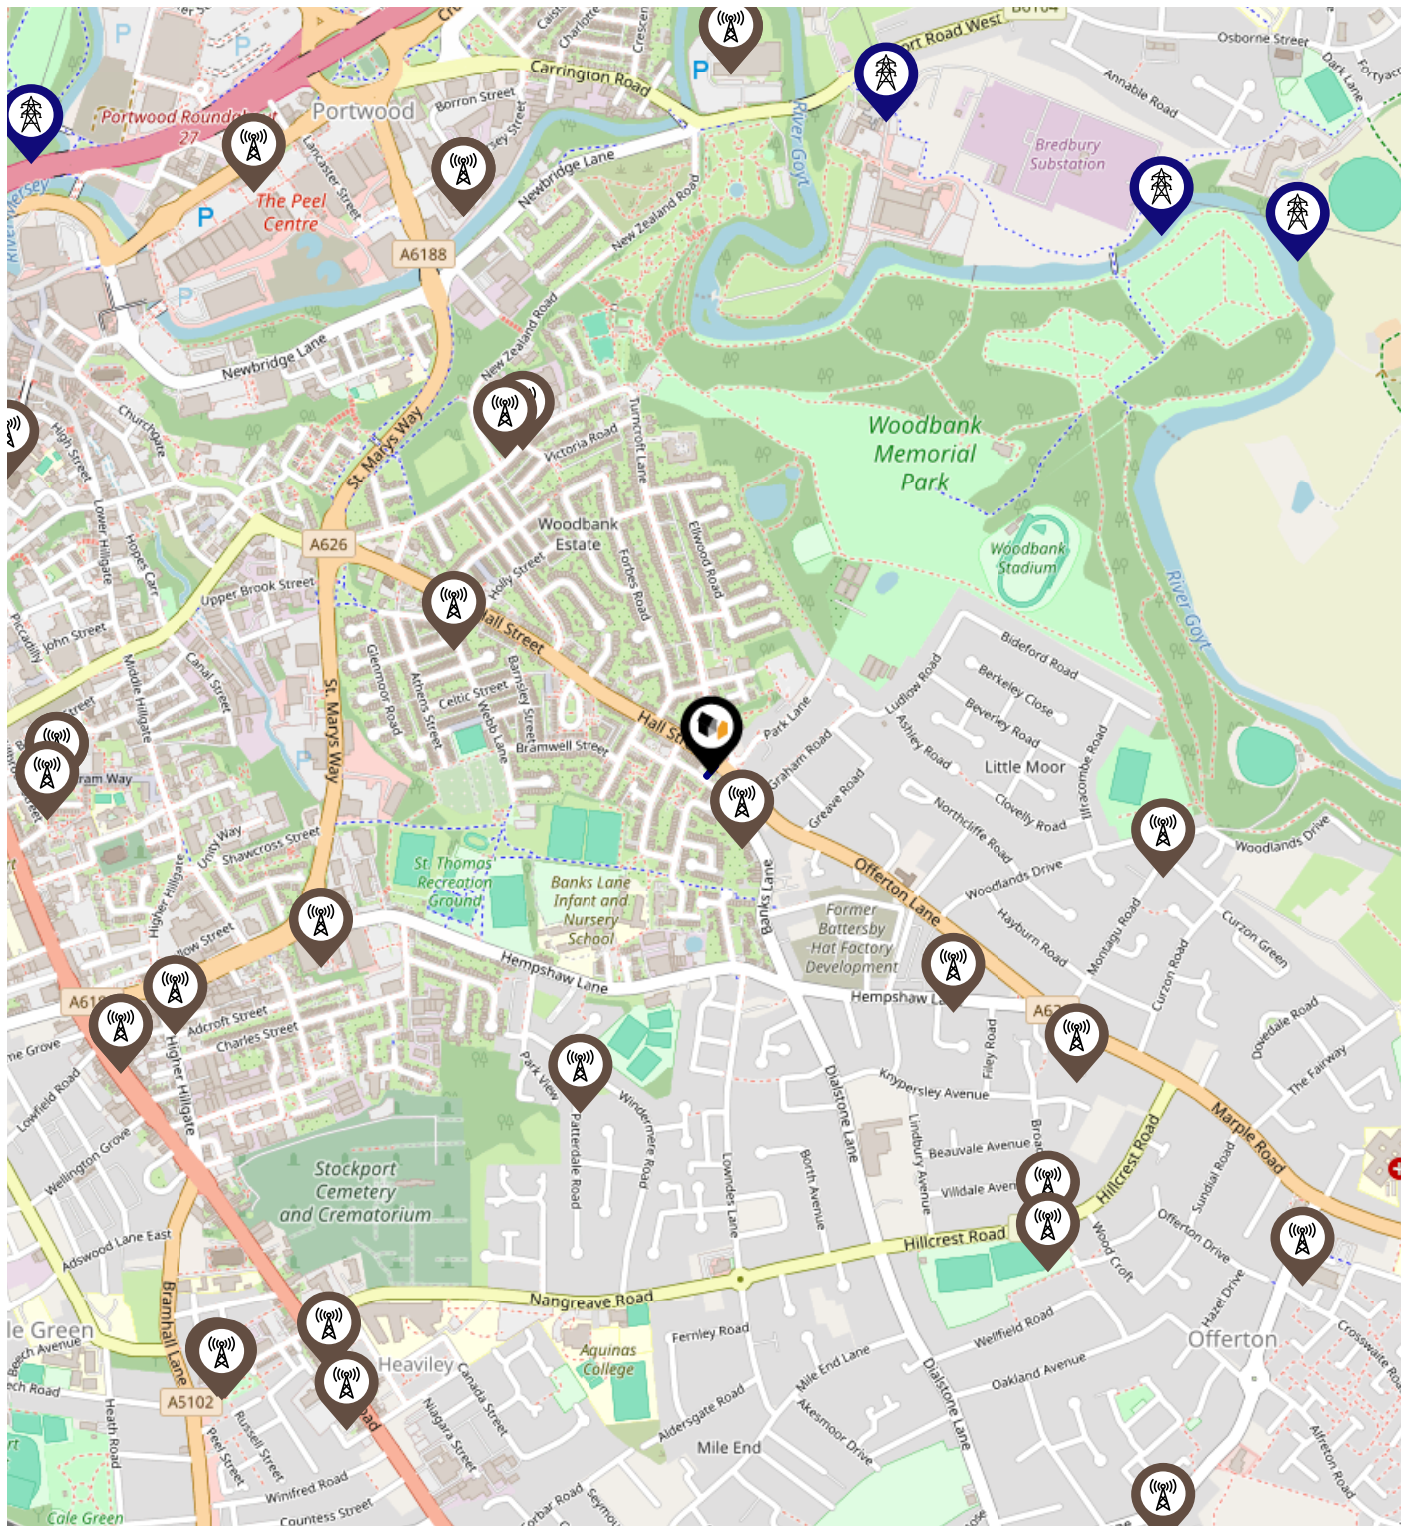 B6104
Port Road West
Osborne Street
Dark Lane
Carrington Road
Annable Road
Borron Street
Portwood
Portwood Roundabout
27
Lancaster Street
Newbridge Lane
River Goyt
Bredbury
Substation
The Peel
Centre
New Zealand Road
A6188
New Zealand Road
Newbridge Lane
Churchgate
High Street
St. Marys Way
Victoria Road
Turncroft Lane
Woodbank
Memorial
Park
Lower Hillgate
Hopes Carr
A626
Woodbank
Estate
Ellwood Road
Forbes Road
Holly Street
Woodbank
Stadium
River Goyt
Upper Brook Street
John Street
Piccadilly
Hall Street
Bideford Road
Berkeley Close
Beverley Road
Ludlow Road
Ashley Road
Middle Hillgate
Canal Street
Glenmoor Road
Athens Street
Celtic Street
Webb Lane
Barnsley Street
Bramwell Street
St. Marys Way
Hall Street
Park Lane
Graham Road
Greave Road
Little Moor
Ilfracombe Road
Clovelly Road
Northcliffe Road
Woodlands Drive
Woodlands Drive
Unity Way
Shawcross Street
Higher Hillgate
St. Thomas
Recreation
Ground
Banks Lane
Infant and
Nursery
School
Banks Lane
Offerton Lane
Former
Battersby
Hat Factory
Development
Hayburn Road
Montagu Road
Curzon Green
Curzon Road
Hempshaw Lane
Hempshaw La
Adcroft Street
Charles Street
Higher Hillgate
Lowfield Road
Wellington Grove
Park View
Patterdale Road
Windermere Road
Dialstone Lane
Knypersley Avenue
Filey Road
Dovedale Road
The Fairway
Marple Road
Lindbury Avenue
Beauvale Avenue
Hillcrest Road
Sundial Road
Stockport
Cemetery
and Crematorium
Lowndes Lane
Borth Avenue
Hillcrest Road
Wood Croft
Offerton Drive
Hazel Drive
Adswood Lane East
Bramhall Lane
Nangreave Road
Fernley Road
Wellfield Road
Offerton
Crosswaite Road
le Green
Heaviley
Aquinas
College
Mile End Lane
Oakland Avenue
Dialstone Lane
A5102
Heath Road
Canada Street
Niagara Street
Aldersgate Road
Akesmoor Drive
Mile End
Russell Street
Peel Street
Winifred Road
Countess Street
Alfreton Road
Cale Green